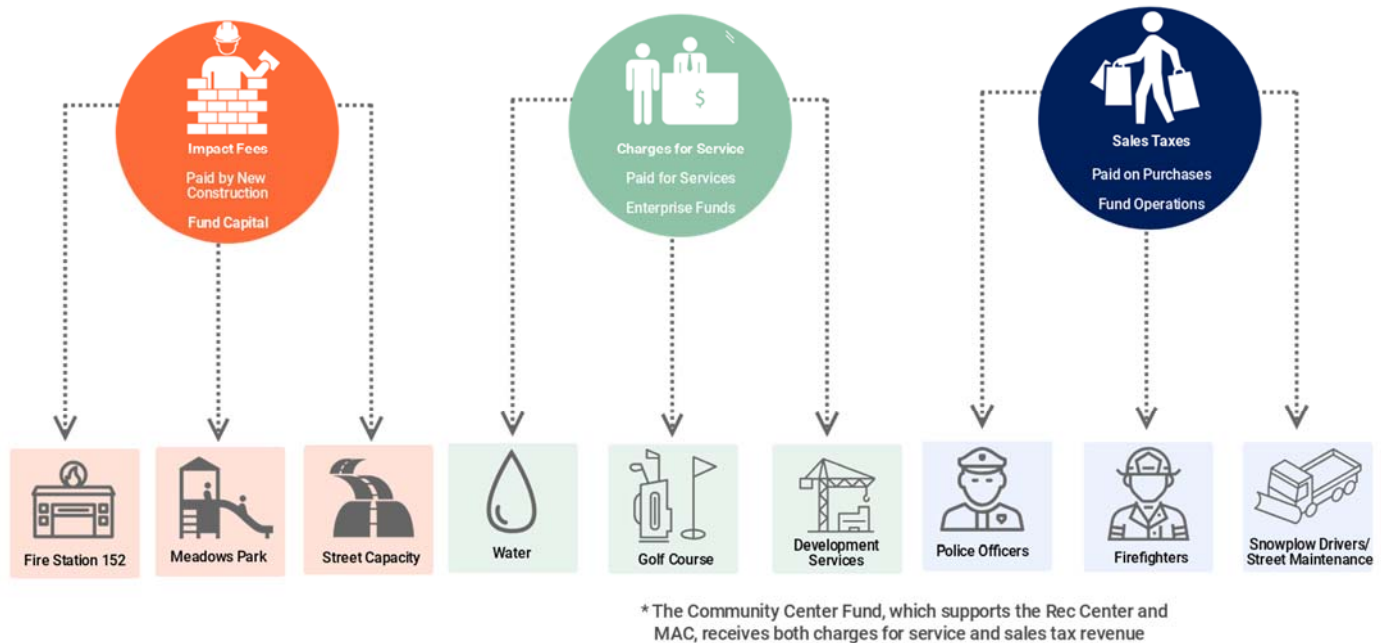 Impact Fees
Paid by New
Construction
Fund Capital
$
Charges for Service
Paid for Services
Enterprise Funds
Sales Taxes
Paid on Purchases
Fund Operations
Fire Station 152
Meadows Park
Street Capacity
Water
Golf Course
Development
Services
Police Officers
Firefighters
Snowplow Drivers/
Street Maintenance
* The Community Center Fund, which supports the Rec Center and
MAC, receives both charges for service and sales tax revenue